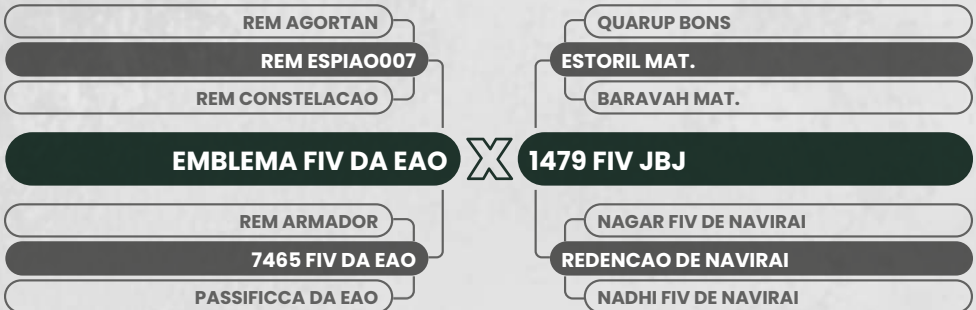 REM AGORTAN
REM ESPIAO007
REM CONSTELACAO
EMBLEMA FIV DA EAO
REM ARMADOR
7465 FIV DA EAO
PASSIFICCA DA EAO
X
QUARUP BONS
ESTORIL MAT.
BARAVAH MAT.
1479 FIV JBJ
NAGAR FIV DE NAVIRAI
REDENCAO DE NAVIRAI
NADHI FIV DE NAVIRAI